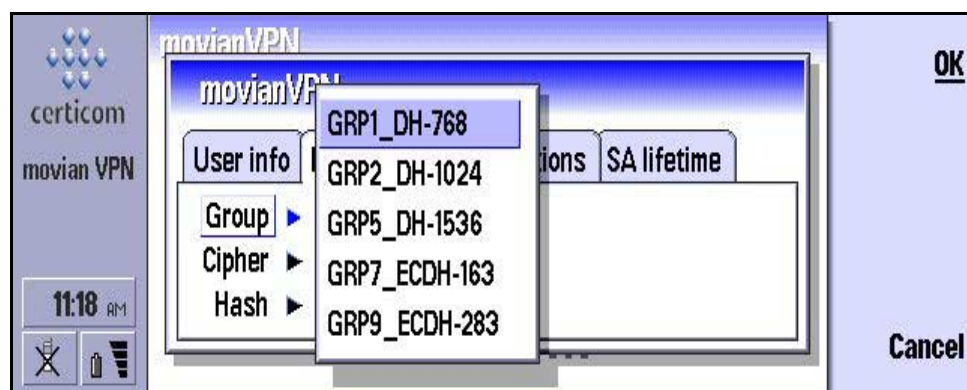 certicom
movian VPN
11:18 AM
movianVPN
movianVPN
User info
SA lifetime
Group
Cipher
Hash
GRP1_DH-768
GRP2_DH-1024
GRP5_DH-1536
GRP7_ECDH-163
GRP9_ECDH-283
OK
Cancel